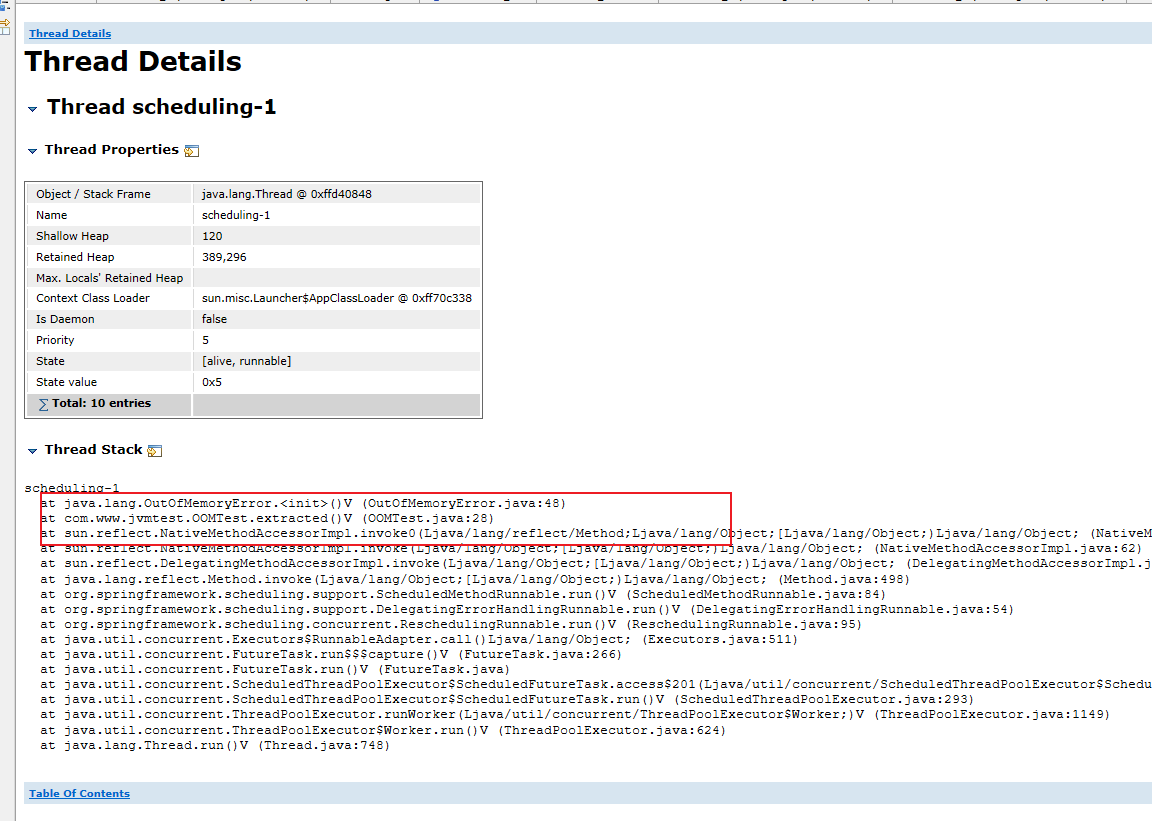 Thread Details
Thread Details
Thread scheduling-1
Thread Properties
Object / Stack Frame java.lang.Thread @ 0xffd40848
Name scheduling-1
Shallow Heap 120
Retained Heap 389,296
Max. Locals' Retained Heap
Context Class Loader sun.misc.Launcher$AppClassLoader @ 0xff70c338
Is Daemon false
Priority 5
State [alive, runnable]
State value 0x5
∑ Total: 10 entries
Thread Stack
scheduling-1
at java.lang.OutOfMemoryError.<init>()V (OutOfMemoryError.java:48)
at com.www.jvmtest.OOMTest.extracted()V (OOMTest.java:28)
at sun.reflect.NativeMethodAccessorImpl.invoke0(Ljava/lang/reflect/Method;Ljava/lang/Object;[Ljava/lang/Object;)Ljava/lang/Object; (NativeM
at sun.reflect.NativeMethodAccessorImpl.invoke(Ljava/lang/Object;[Ljava/lang/Object;)Ljava/lang/Object; (NativeMethodAccessorImpl.java:62)
at sun.reflect.DelegatingMethodAccessorImpl.invoke(Ljava/lang/Object;[Ljava/lang/Object;)Ljava/lang/Object; (DelegatingMethodAccessorImpl.j
at java.lang.reflect.Method.invoke(Ljava/lang/Object;[Ljava/lang/Object;)Ljava/lang/Object; (Method.java:498)
at org.springframework.scheduling.support.ScheduledMethodRunnable.run()V (ScheduledMethodRunnable.java:84)
at org.springframework.scheduling.support.DelegatingErrorHandlingRunnable.run()V (DelegatingErrorHandlingRunnable.java:54)
at org.springframework.scheduling.concurrent.ReschedulingRunnable.run()V (ReschedulingRunnable.java:95)
at java.util.concurrent.Executors$RunnableAdapter.call()Ljava/lang/Object; (Executors.java:511)
at java.util.concurrent.FutureTask.run$$$capture()V (FutureTask.java:266)
at java.util.concurrent.FutureTask.run()V (FutureTask.java)
at java.util.concurrent.ScheduledThreadPoolExecutor$ScheduledFutureTask.access$201(Ljava/util/concurrent/ScheduledThreadPoolExecutor$Schedu
at java.util.concurrent.ScheduledThreadPoolExecutor$ScheduledFutureTask.run()V (ScheduledThreadPoolExecutor.java:293)
at java.util.concurrent.ThreadPoolExecutor.runWorker(Ljava/util/concurrent/ThreadPoolExecutor$Worker;)V (ThreadPoolExecutor.java:1149)
at java.util.concurrent.ThreadPoolExecutor$Worker.run()V (ThreadPoolExecutor.java:624)
at java.lang.Thread.run()V (Thread.java:748)
Table Of Contents